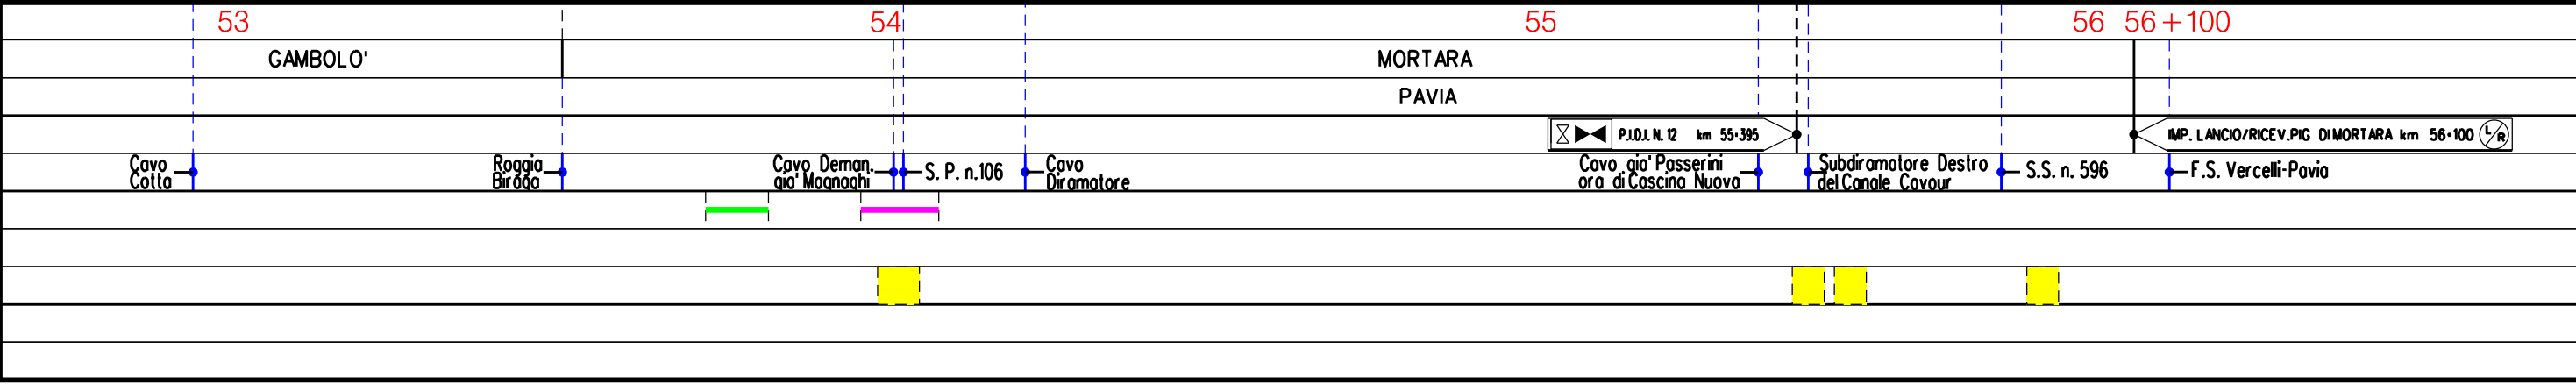 53 54 55 56 56+100
GAMBOLO' MORTARA
PAVIA
P.I.D.I. N. 12 km 55+395 IMP. LANCIO/RICEV.PIG DI MORTARA km 56+100 L/R
Cavo
Cotta
Roggia
Biraga
Cavo Deman.
gia' Magnaghi
S. P. n.106
Cavo
Diramatore
Cavo gia' Passerini
ora di Cascina Nuova
Subdiramatore Destro
del Canale Cavour
S.S. n. 596
F.S. Vercelli-Pavia